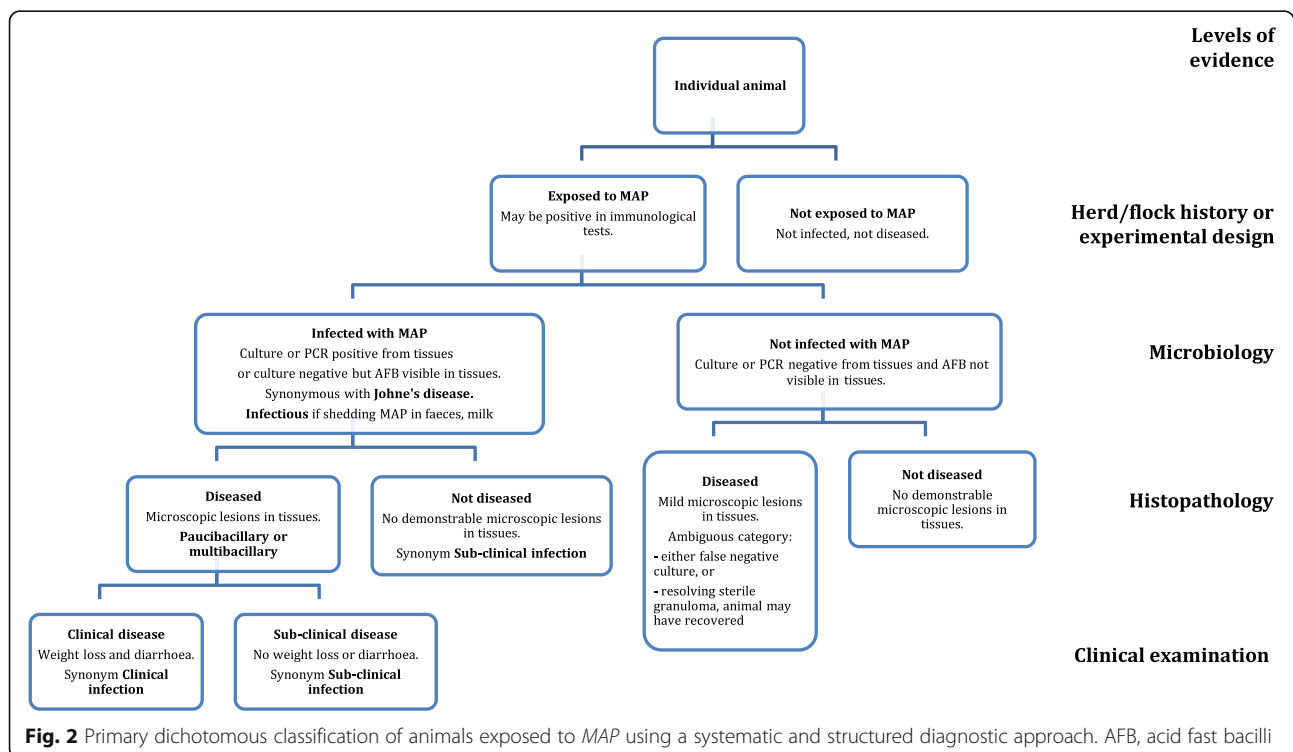 Levels of
evidence
Individual animal
Exposed to MAP
May be positive in immunological
tests.
Not exposed to MAP
Not infected, not diseased.
Herd/flock history or
experimental design
Infected with MAP
Culture or PCR positive from tissues
or culture negative but AFB visible in tissues.
Synonymous with Johne's disease.
Infectious if shedding MAP in faeces, milk
Not infected with MAP
Culture or PCR negative from tissues and AFB not
visible in tissues.
Microbiology
Diseased
Microscopic lesions in tissues.
Paucibacillary or
multibacillary
Not diseased
No demonstrable microscopic lesions
in tissues.
Synonym Sub-clinical infection
Diseased
Mild microscopic lesions
in tissues.
Ambiguous category:
- either false negative
culture, or
- resolving sterile
granuloma, animal may
have recovered
Not diseased
No demonstrable
microscopic lesions in
tissues.
Histopathology
Clinical disease
Weight loss and diarrhoea.
Synonym Clinical
infection
Sub-clinical disease
No weight loss or diarrhoea.
Synonym Sub-clinical
infection
Clinical examination
Fig. 2 Primary dichotomous classification of animals exposed to MAP using a systematic and structured diagnostic approach. AFB, acid fast bacilli